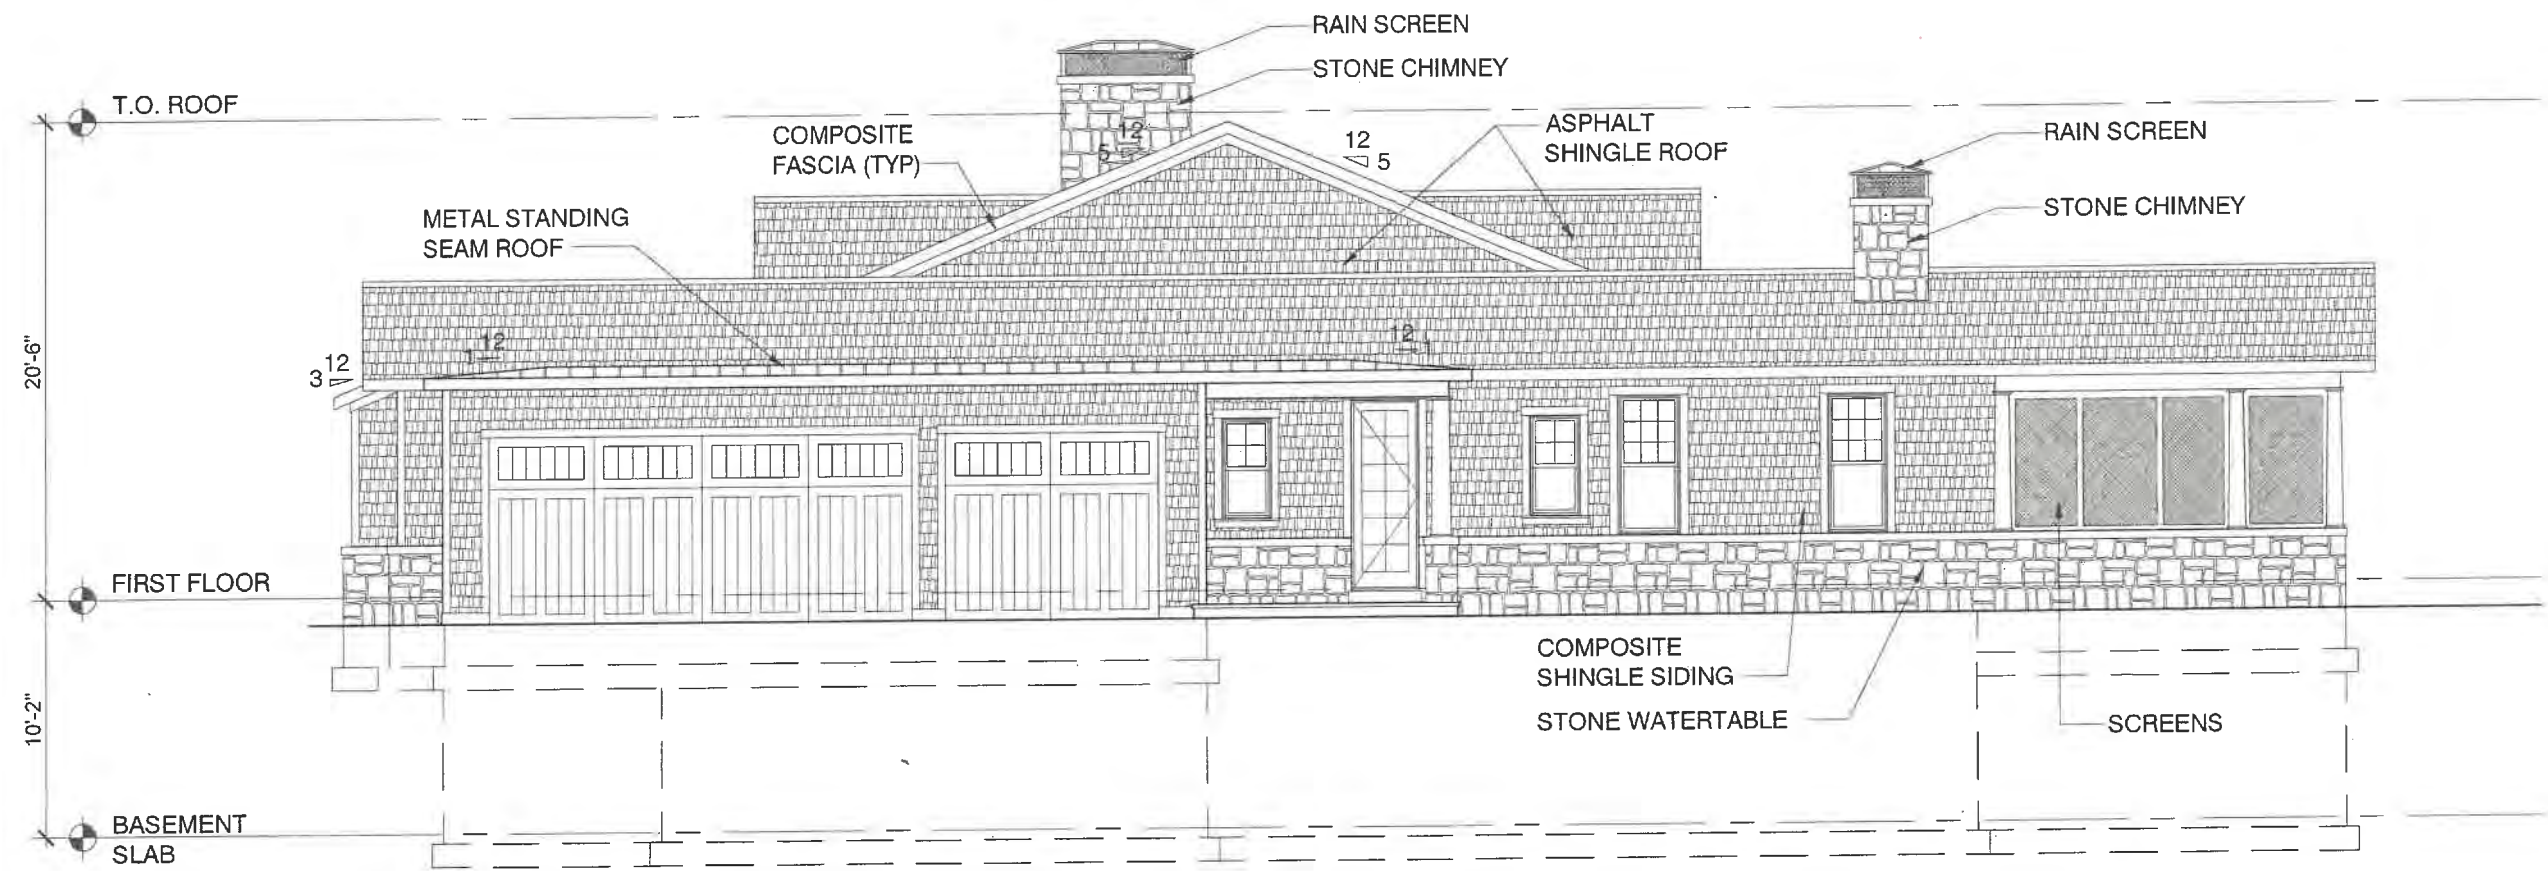 RAIN SCREEN
STONE CHIMNEY
T.O. ROOF
COMPOSITE
FASCIA (TYP)
12
5
12
5
ASPHALT
SHINGLE ROOF
RAIN SCREEN
STONE CHIMNEY
METAL STANDING
SEAM ROOF
12
3
12
1
12
1
20'-6"
FIRST FLOOR
COMPOSITE
SHINGLE SIDING
STONE WATERTABLE
SCREENS
10'-2"
BASEMENT
SLAB